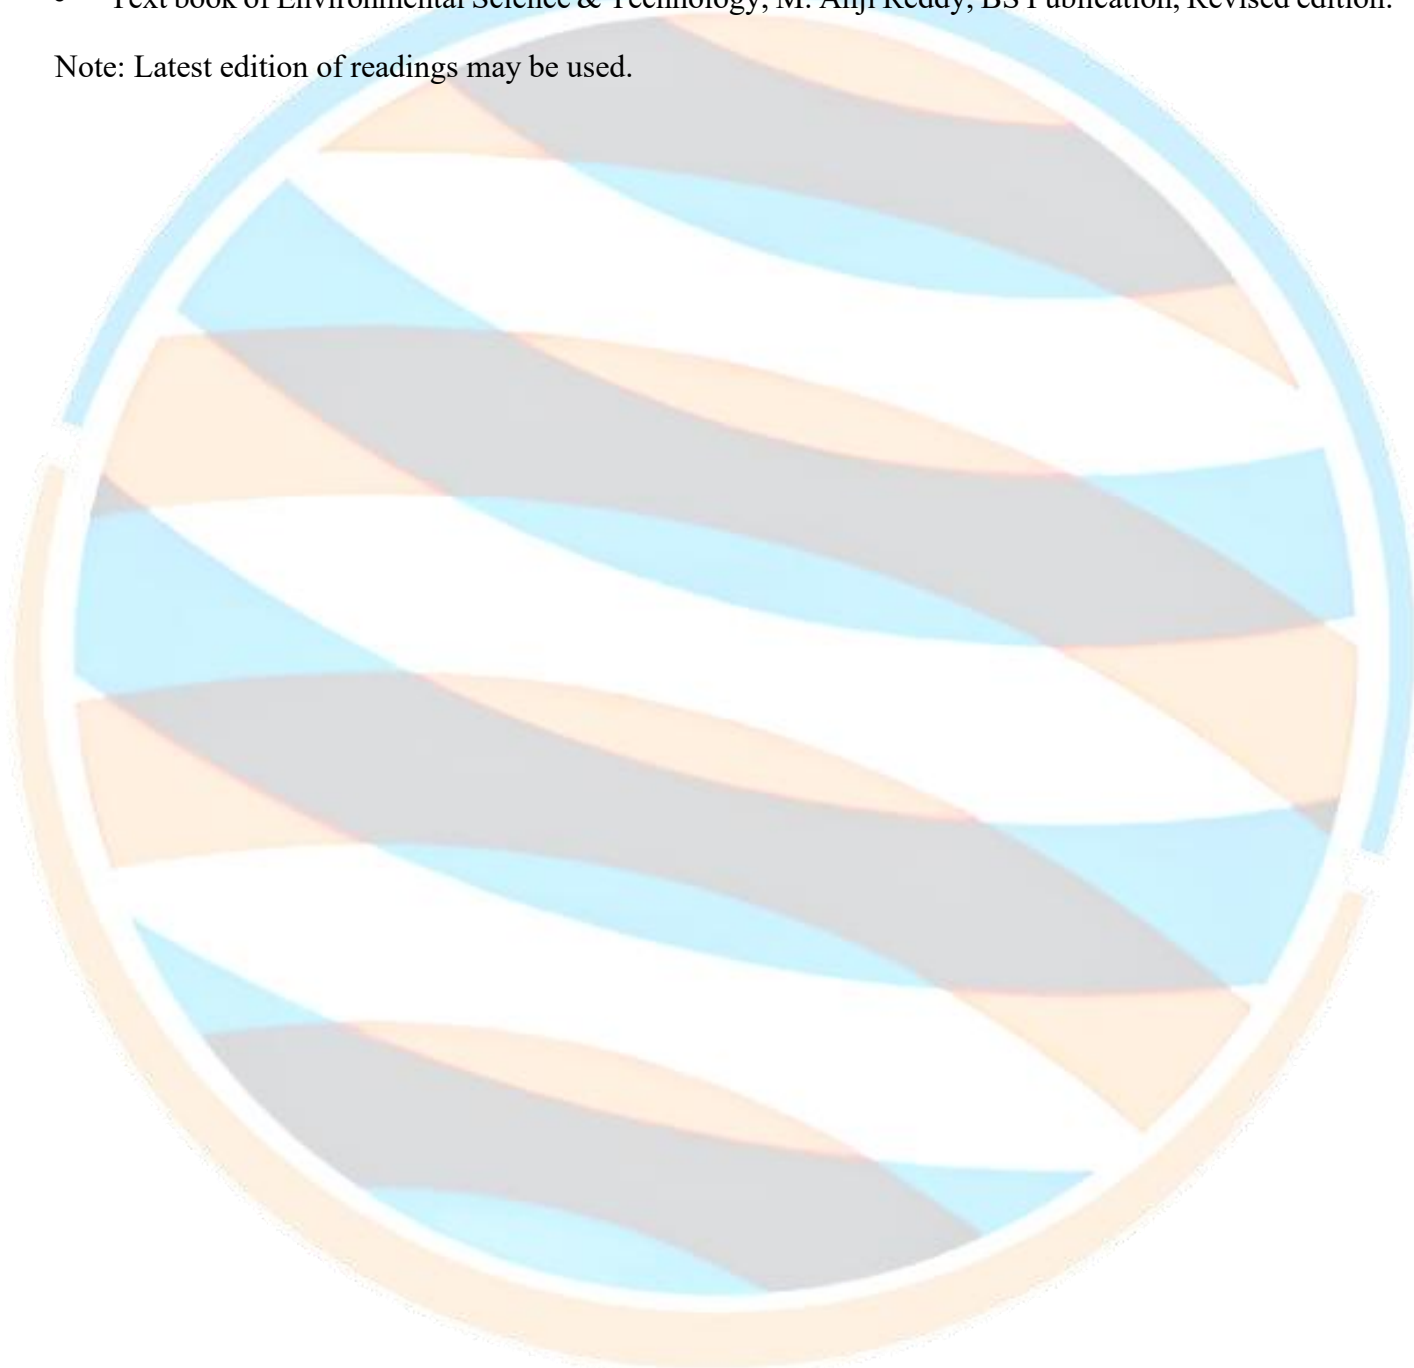 • Text book of Environmental Science & Technology, M. Anji Reddy, BS Publication, Revised edition.
Note: Latest edition of readings may be used.